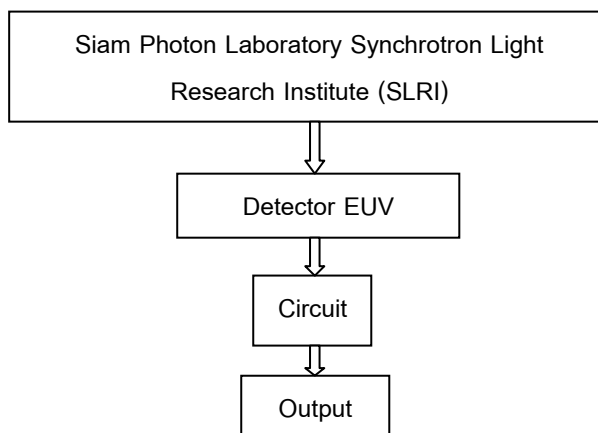 Siam Photon Laboratory Synchrotron Light
Research Institute (SLRI)
Detector EUV
Circuit
Output